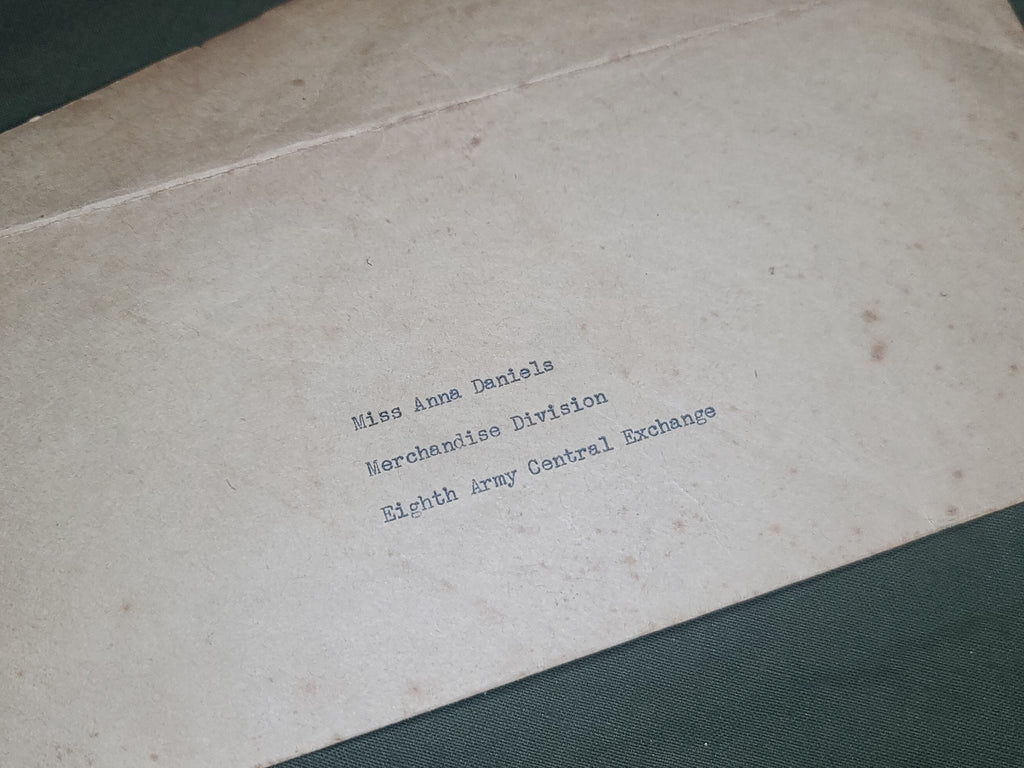 Miss Anna Daniels
Merchandise Division
Eighth Army Central Exchange